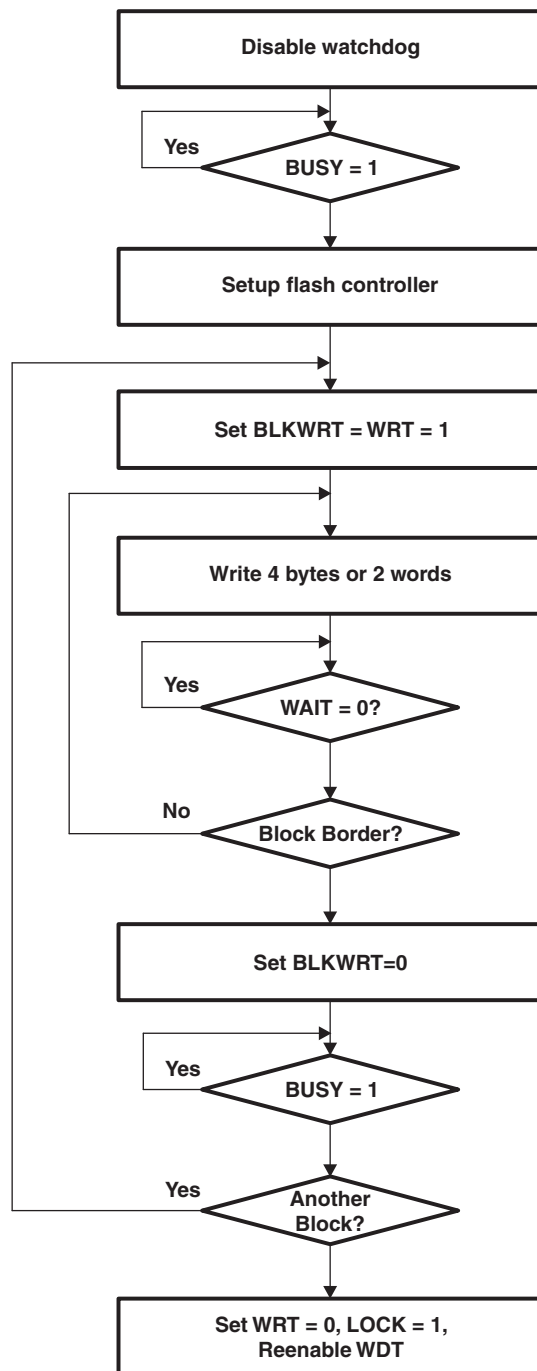 Disable watchdog
Yes
BUSY = 1
Setup flash controller
Set BLKWRT = WRT = 1
Write 4 bytes or 2 words
Yes
WAIT = 0?
No
Block Border?
Set BLKWRT=0
Yes
BUSY = 1
Yes
Another
Block?
Set WRT = 0, LOCK = 1,
Reenable WDT